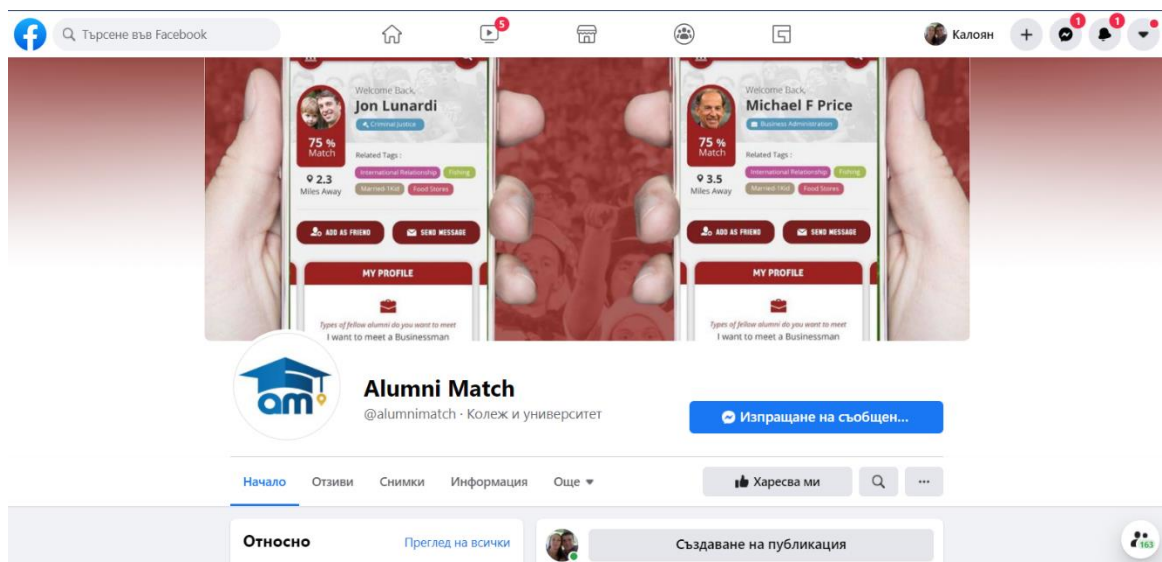 Търсене във Facebook
5
Калоян
1
1
Welcome Back,
Jon Lunardi
Criminal Justice
75 %
Match
Related Tags :
International Relationship
Fishing
2.3
Miles Away
Married 1Kid
Food Stores
ADD AS FRIEND
SEND MESSAGE
MY PROFILE
Types of fellow alumni do you want to meet
I want to meet a Businessman
Welcome Back,
Michael F Price
Business Administration
75 %
Match
Related Tags :
International Relationship
Fishing
3.5
Miles Away
Married 1Kid
Food Stores
ADD AS FRIEND
SEND MESSAGE
MY PROFILE
Types of fellow alumni do you want to meet
I want to meet a Businessman
am
Alumni Match
@alumnimatch · Колеж и университет
Изпращане на съобщен...
Начало Отзиви Снимки Информация Още
Харесва ми
Относно
Преглед на всички
Създаване на публикация
163